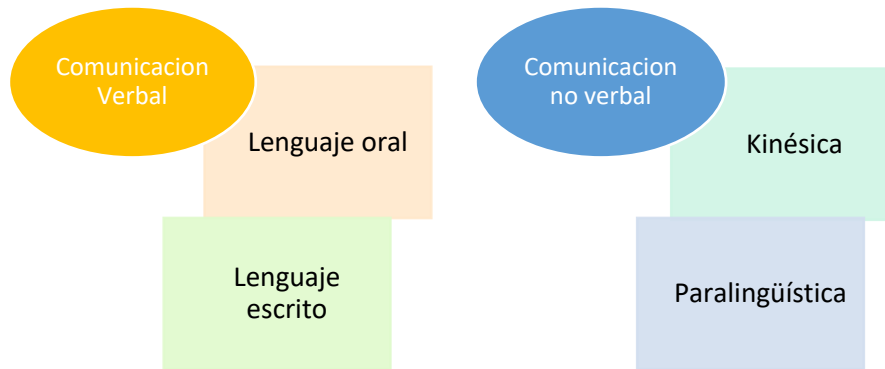 Comunicacion
Verbal
Lenguaje oral
Lenguaje
escrito
Comunicacion
no verbal
Kinésica
Paralingüística